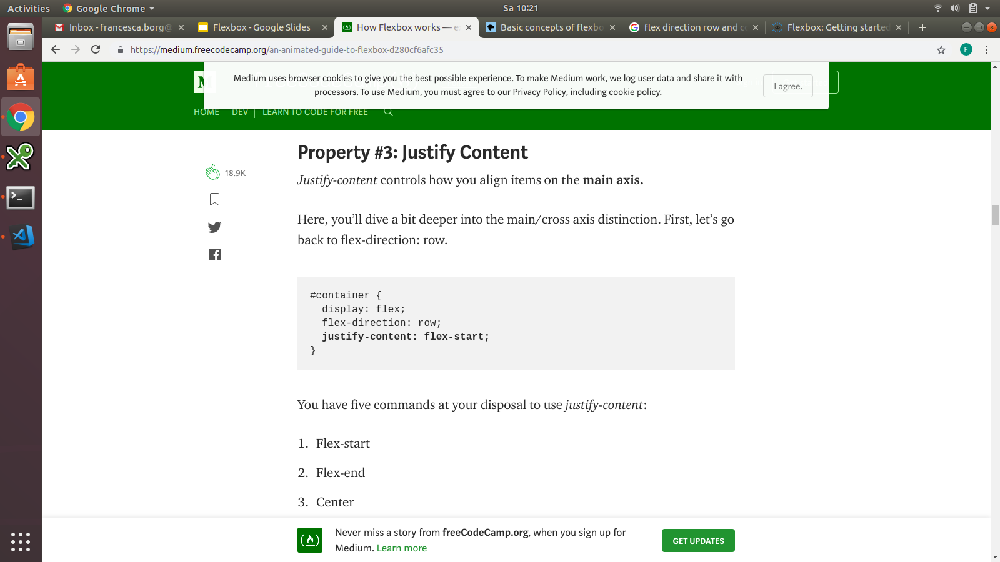 Activities
Google Chrome
Sa 10:21
Inbox - francesca.borg@
Flexbox - Google Slides
How Flexbox works — e
Basic concepts of flexbo
flex direction row and c
Flexbox: Getting started
https://medium.freecodecamp.org/an-animated-guide-to-flexbox-d280cf6afc35
F
Medium uses browser cookies to give you the best possible experience. To make Medium work, we log user data and share it with
processors. To use Medium, you must agree to our Privacy Policy, including cookie policy.
I agree.
HOME
DEV
LEARN TO CODE FOR FREE
Property #3: Justify Content
18.9K
Justify-content controls how you align items on the main axis.
Here, you’ll dive a bit deeper into the main/cross axis distinction. First, let’s go
back to flex-direction: row.
#container {
display: flex;
flex-direction: row;
justify-content: flex-start;
}
You have five commands at your disposal to use justify-content:
1. Flex-start
2. Flex-end
3. Center
Never miss a story from freeCodeCamp.org, when you sign up for
Medium. Learn more
GET UPDATES